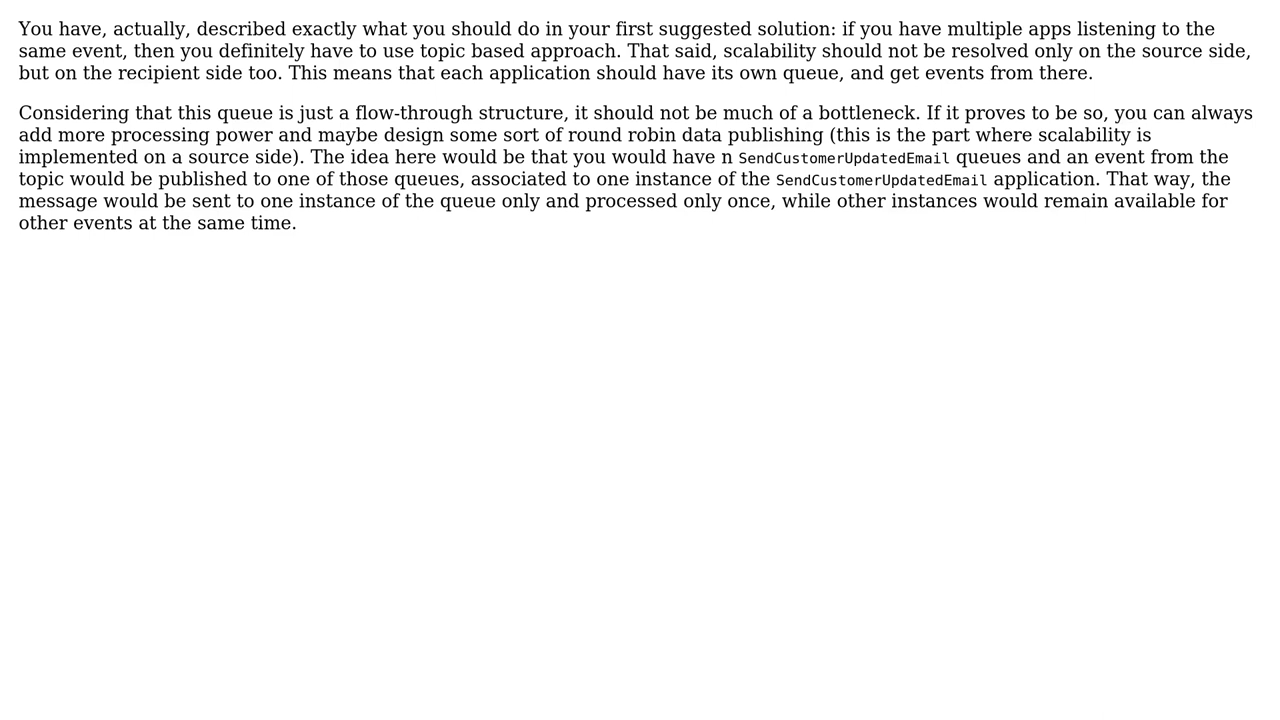 You have, actually, described exactly what you should do in your first suggested solution: if you have multiple apps listening to the
same event, then you definitely have to use topic based approach. That said, scalability should not be resolved only on the source side,
but on the recipient side too. This means that each application should have its own queue, and get events from there.
Considering that this queue is just a flow-through structure, it should not be much of a bottleneck. If it proves to be so, you can always
add more processing power and maybe design some sort of round robin data publishing (this is the part where scalability is
implemented on a source side). The idea here would be that you would have n SendCustomerUpdatedEmail queues and an event from the
topic would be published to one of those queues, associated to one instance of the SendCustomerUpdatedEmail application. That way, the
message would be sent to one instance of the queue only and processed only once, while other instances would remain available for
other events at the same time.